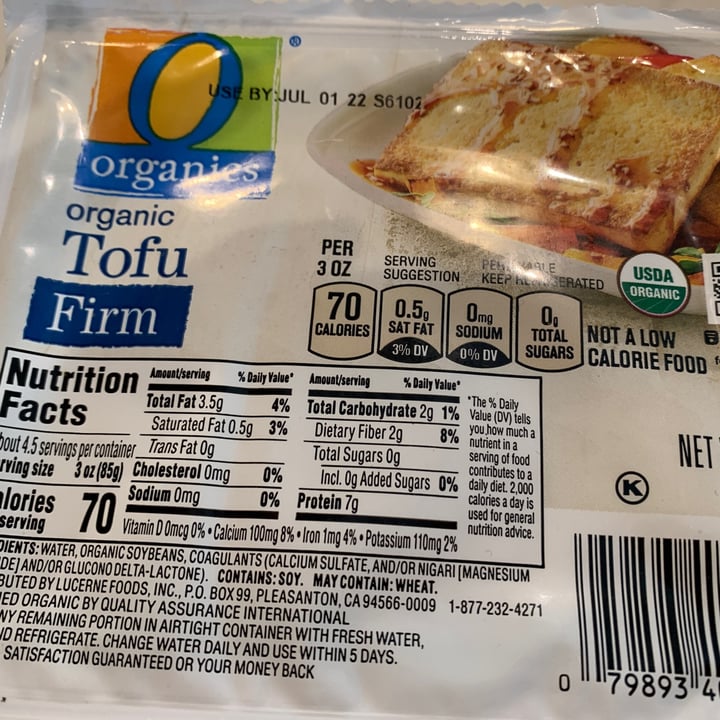 USE BY:JUL 01 22 S6102
O
organics
®
organic
Tofu
Firm
PER
3 OZ
SERVING
SUGGESTION
KEEP REFRIGERATED
USDA
ORGANIC
70
CALORIES
0.5g
SAT FAT
3% DV
0mg
SODIUM
0% DV
0g
TOTAL
SUGARS
NOT A LOW
CALORIE FOOD
Nutrition
Facts
bout 4.5 servings per container
rving size 3 oz (85g)
alories
serving
70
Amount/serving % Daily Value*
Total Fat 3.5g 4%
Saturated Fat 0.5g 3%
Trans Fat 0g
Cholesterol 0mg 0%
Sodium 0mg 0%
Amount/serving % Daily Value*
Total Carbohydrate 2g 1%
Dietary Fiber 2g 8%
Total Sugars 0g
Incl. 0g Added Sugars 0%
Protein 7g
Vitamin D 0mcg 0% • Calcium 100mg 8% • Iron 1mg 4% • Potassium 110mg 2%
*The % Daily
Value (DV) tells
you how much a
nutrient in a
serving of food
contributes to a
daily diet. 2,000
calories a day is
used for general
nutrition advice.
NET
K
DIENTS: WATER, ORGANIC SOYBEANS, COAGULANTS (CALCIUM SULFATE, AND/OR NIGARI [MAGNESIUM
DE] AND/OR GLUCONO DELTA-LACTONE). CONTAINS: SOY. MAY CONTAIN: WHEAT.
BUTED BY LUCERNE FOODS, INC., P.O. BOX 99, PLEASANTON, CA 94566-0009 1-877-232-4271
IED ORGANIC BY QUALITY ASSURANCE INTERNATIONAL
NY REMAINING PORTION IN AIRTIGHT CONTAINER WITH FRESH WATER,
ND REFRIGERATE. CHANGE WATER DAILY AND USE WITHIN 5 DAYS.
SATISFACTION GUARANTEED OR YOUR MONEY BACK
0 79893 4